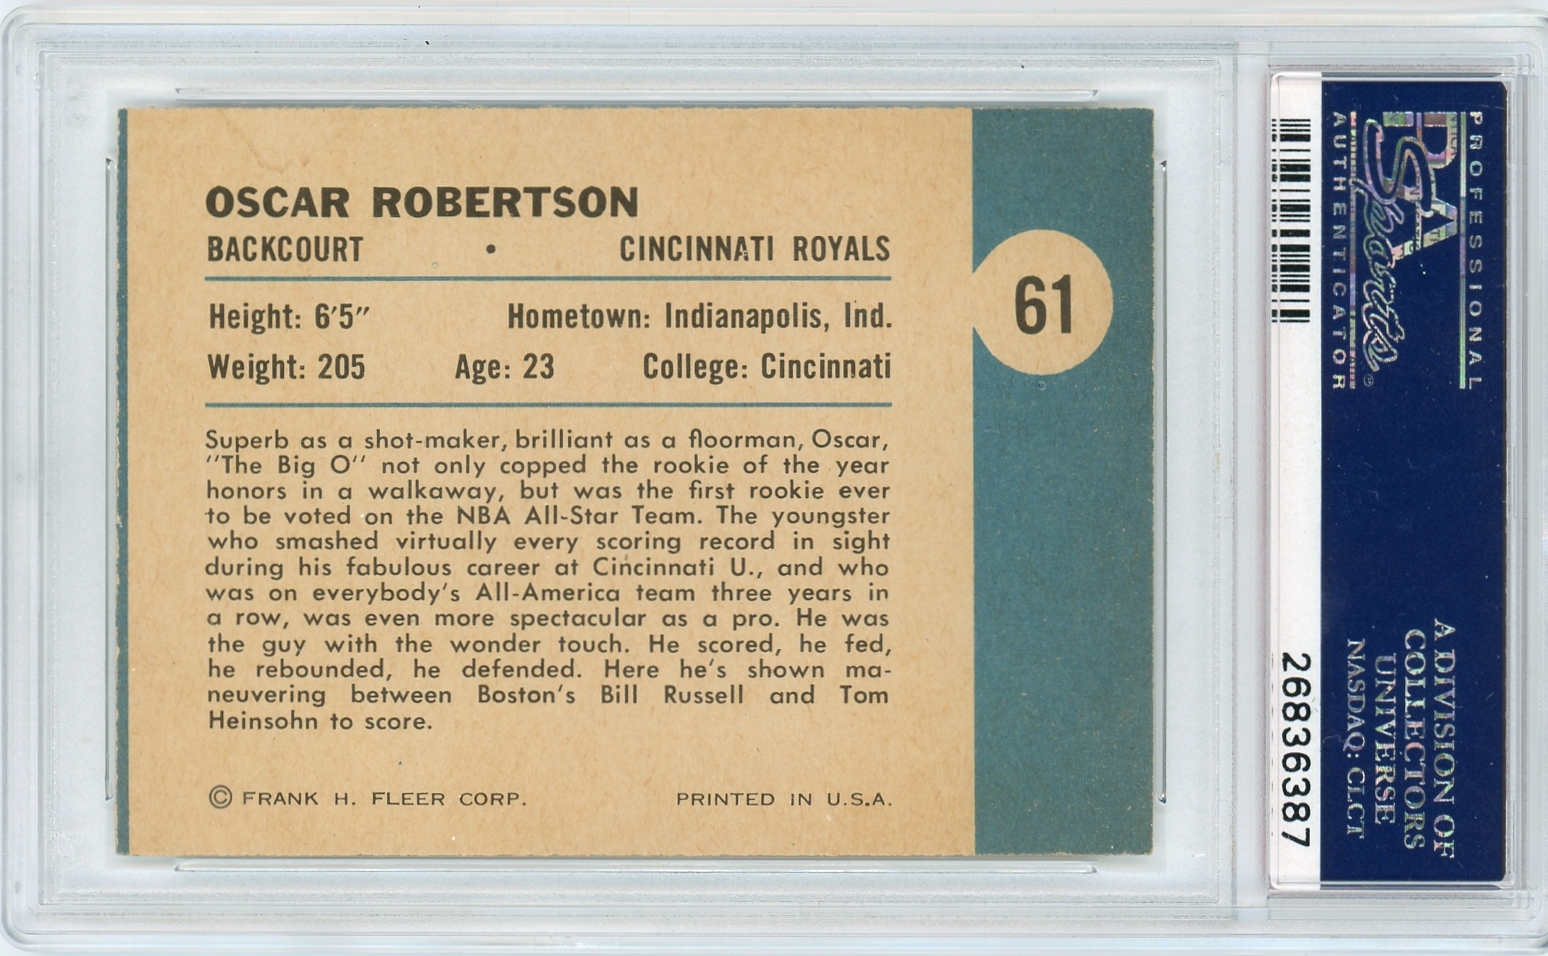 OSCAR ROBERTSON
BACKCOURT • CINCINNATI ROYALS
Height: 6'5" Hometown: Indianapolis, Ind.
Weight: 205 Age: 23 College: Cincinnati
61
Superb as a shot-maker, brilliant as a floorman, Oscar,
"The Big O" not only copped the rookie of the year
honors in a walkaway, but was the first rookie ever
to be voted on the NBA All-Star Team. The youngster
who smashed virtually every scoring record in sight
during his fabulous career at Cincinnati U., and who
was on everybody's All-America team three years in
a row, was even more spectacular as a pro. He was
the guy with the wonder touch. He scored, he fed,
he rebounded, he defended. Here he's shown ma-
neuvering between Boston's Bill Russell and Tom
Heinsohn to score.
© FRANK H. FLEER CORP. PRINTED IN U.S.A.
PROFESSIONAL
PSA
Sports®
AUTHENTICATOR
A DIVISION OF
COLLECTORS
UNIVERSE
NASDAQ: CLCT
26836387